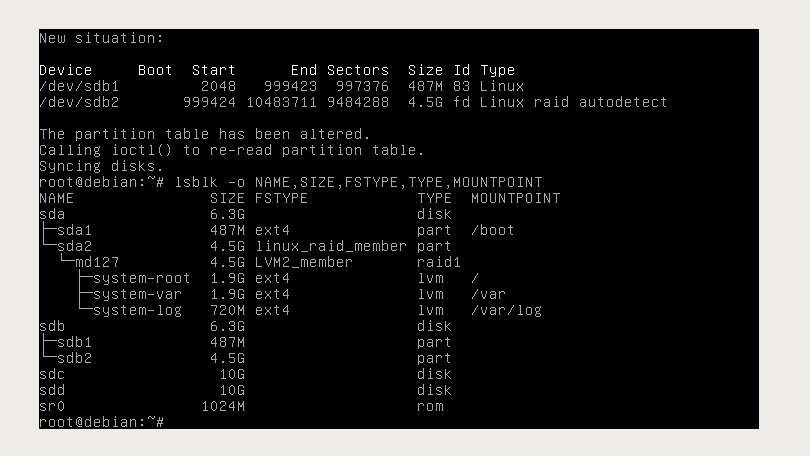 New situation:
Device     Boot  Start      End Sectors  Size Id Type
/dev/sdb1         2048   999423  997376  487M 83 Linux
/dev/sdb2       999424 10483711 9484288  4.5G fd Linux raid autodetect
The partition table has been altered.
Calling ioctl() to re-read partition table.
Syncing disks.
root@debian:~# lsblk -o NAME,SIZE,FSTYPE,TYPE,MOUNTPOINT
NAME               SIZE FSTYPE            TYPE  MOUNTPOINT
sda                6.3G                   disk
├─sda1             487M ext4              part  /boot
└─sda2             4.5G linux_raid_member part
  └─md127          4.5G LVM2_member       raid1
    ├─system-root  1.9G ext4              lvm   /
    ├─system-var   1.9G ext4              lvm   /var
    └─system-log   720M ext4              lvm   /var/log
sdb                6.3G                   disk
├─sdb1             487M                   part
└─sdb2             4.5G                   part
sdc                 10G                   disk
sdd                 10G                   disk
sr0               1024M                   rom
root@debian:~#